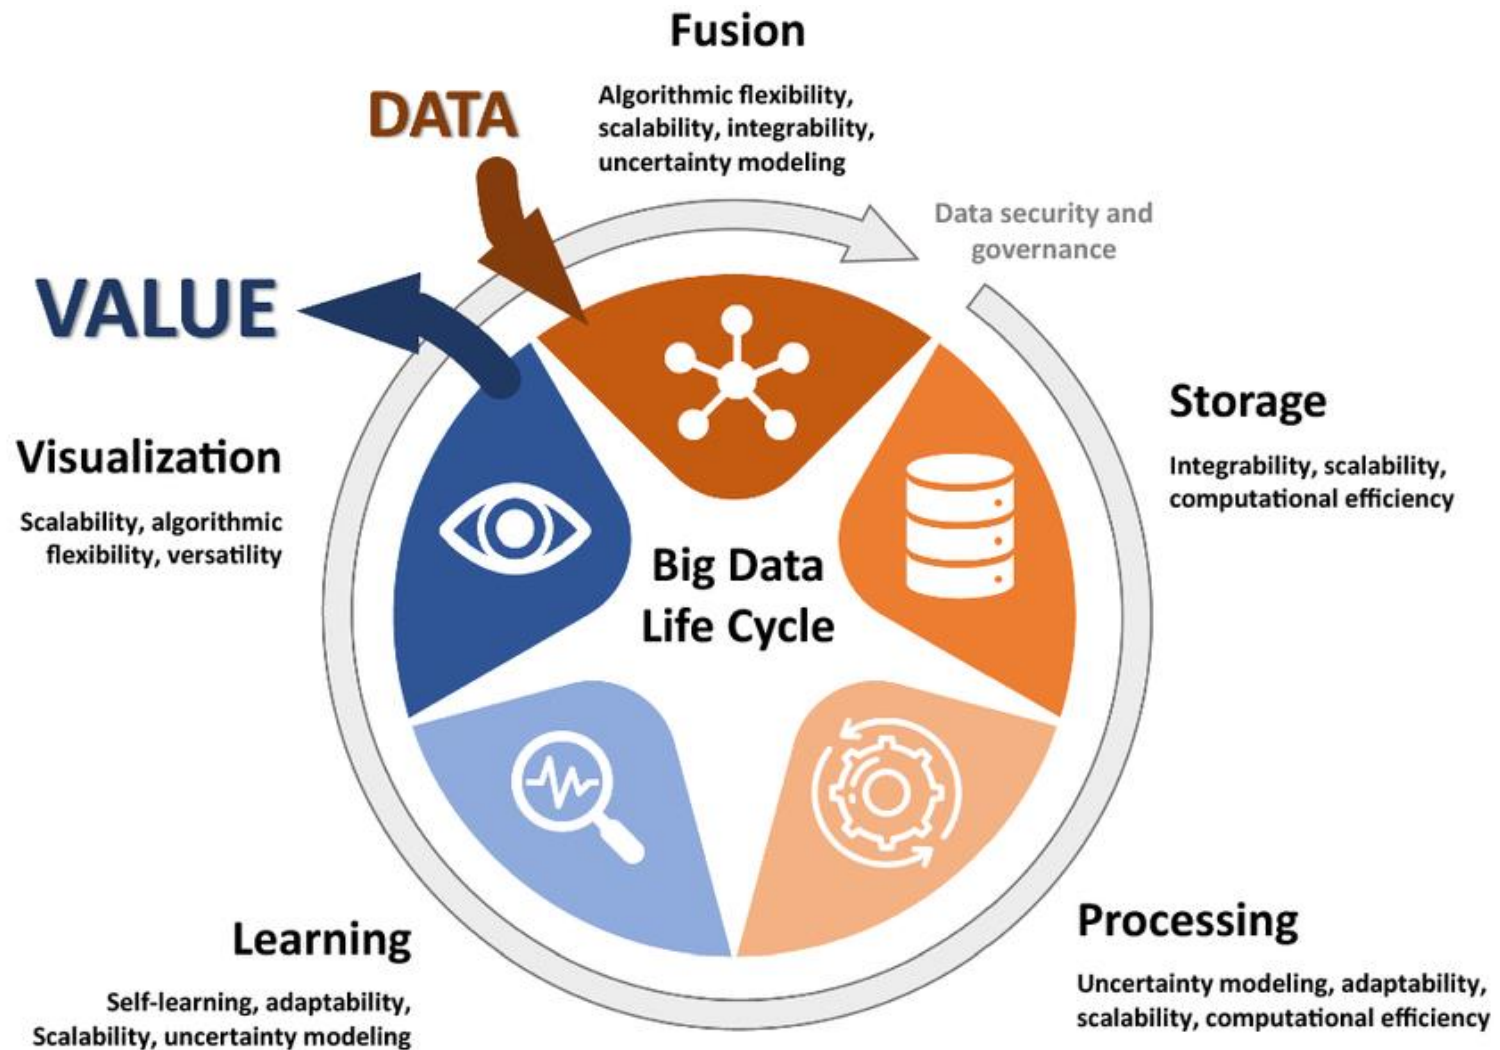 Fusion
Algorithmic flexibility,
scalability, integrability,
uncertainty modeling
DATA
Data security and
governance
VALUE
Storage
Integrability, scalability,
computational efficiency
Visualization
Scalability, algorithmic
flexibility, versatility
Big Data
Life Cycle
Processing
Uncertainty modeling, adaptability,
scalability, computational efficiency
Learning
Self-learning, adaptability,
Scalability, uncertainty modeling